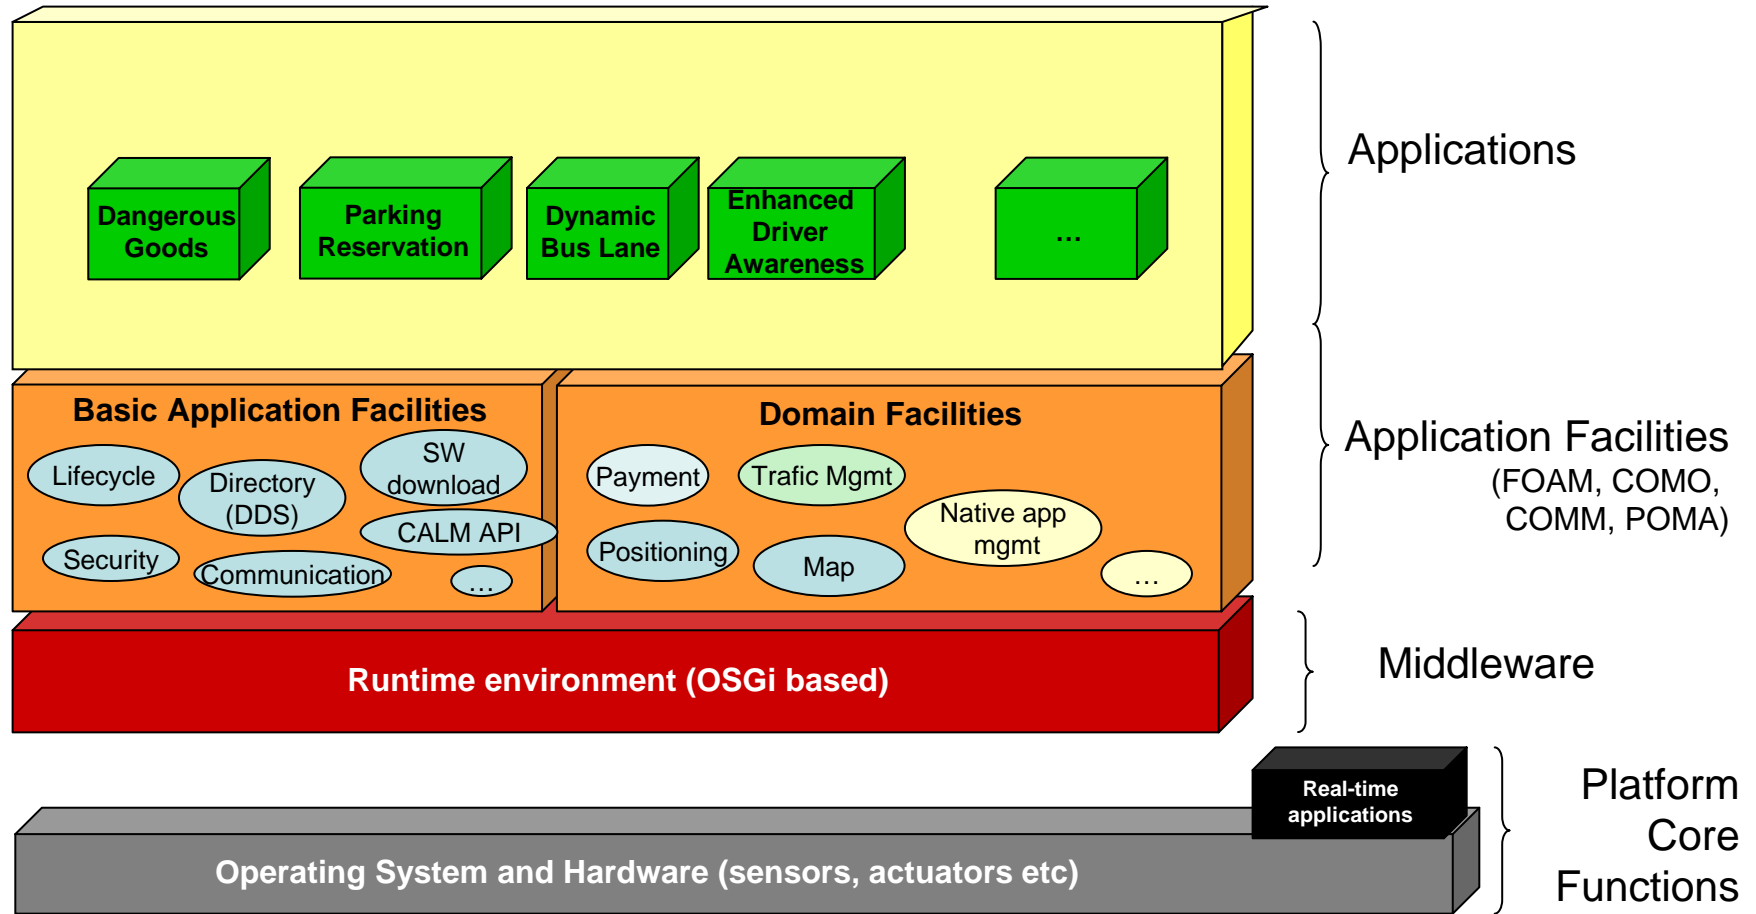 Applications
Dangerous
Goods
Parking
Reservation
Dynamic
Bus Lane
Enhanced
Driver
Awareness
...
Basic Application Facilities
Lifecycle
Directory
(DDS)
SW
download
CALM API
Security
Communication
...
Domain Facilities
Payment
Trafic Mgmt
Native app
mgmt
Positioning
Map
...
Application Facilities
(FOAM, COMO,
COMM, POMA)
Runtime environment (OSGi based)
Middleware
Real-time
applications
Operating System and Hardware (sensors, actuators etc)
Platform
Core
Functions